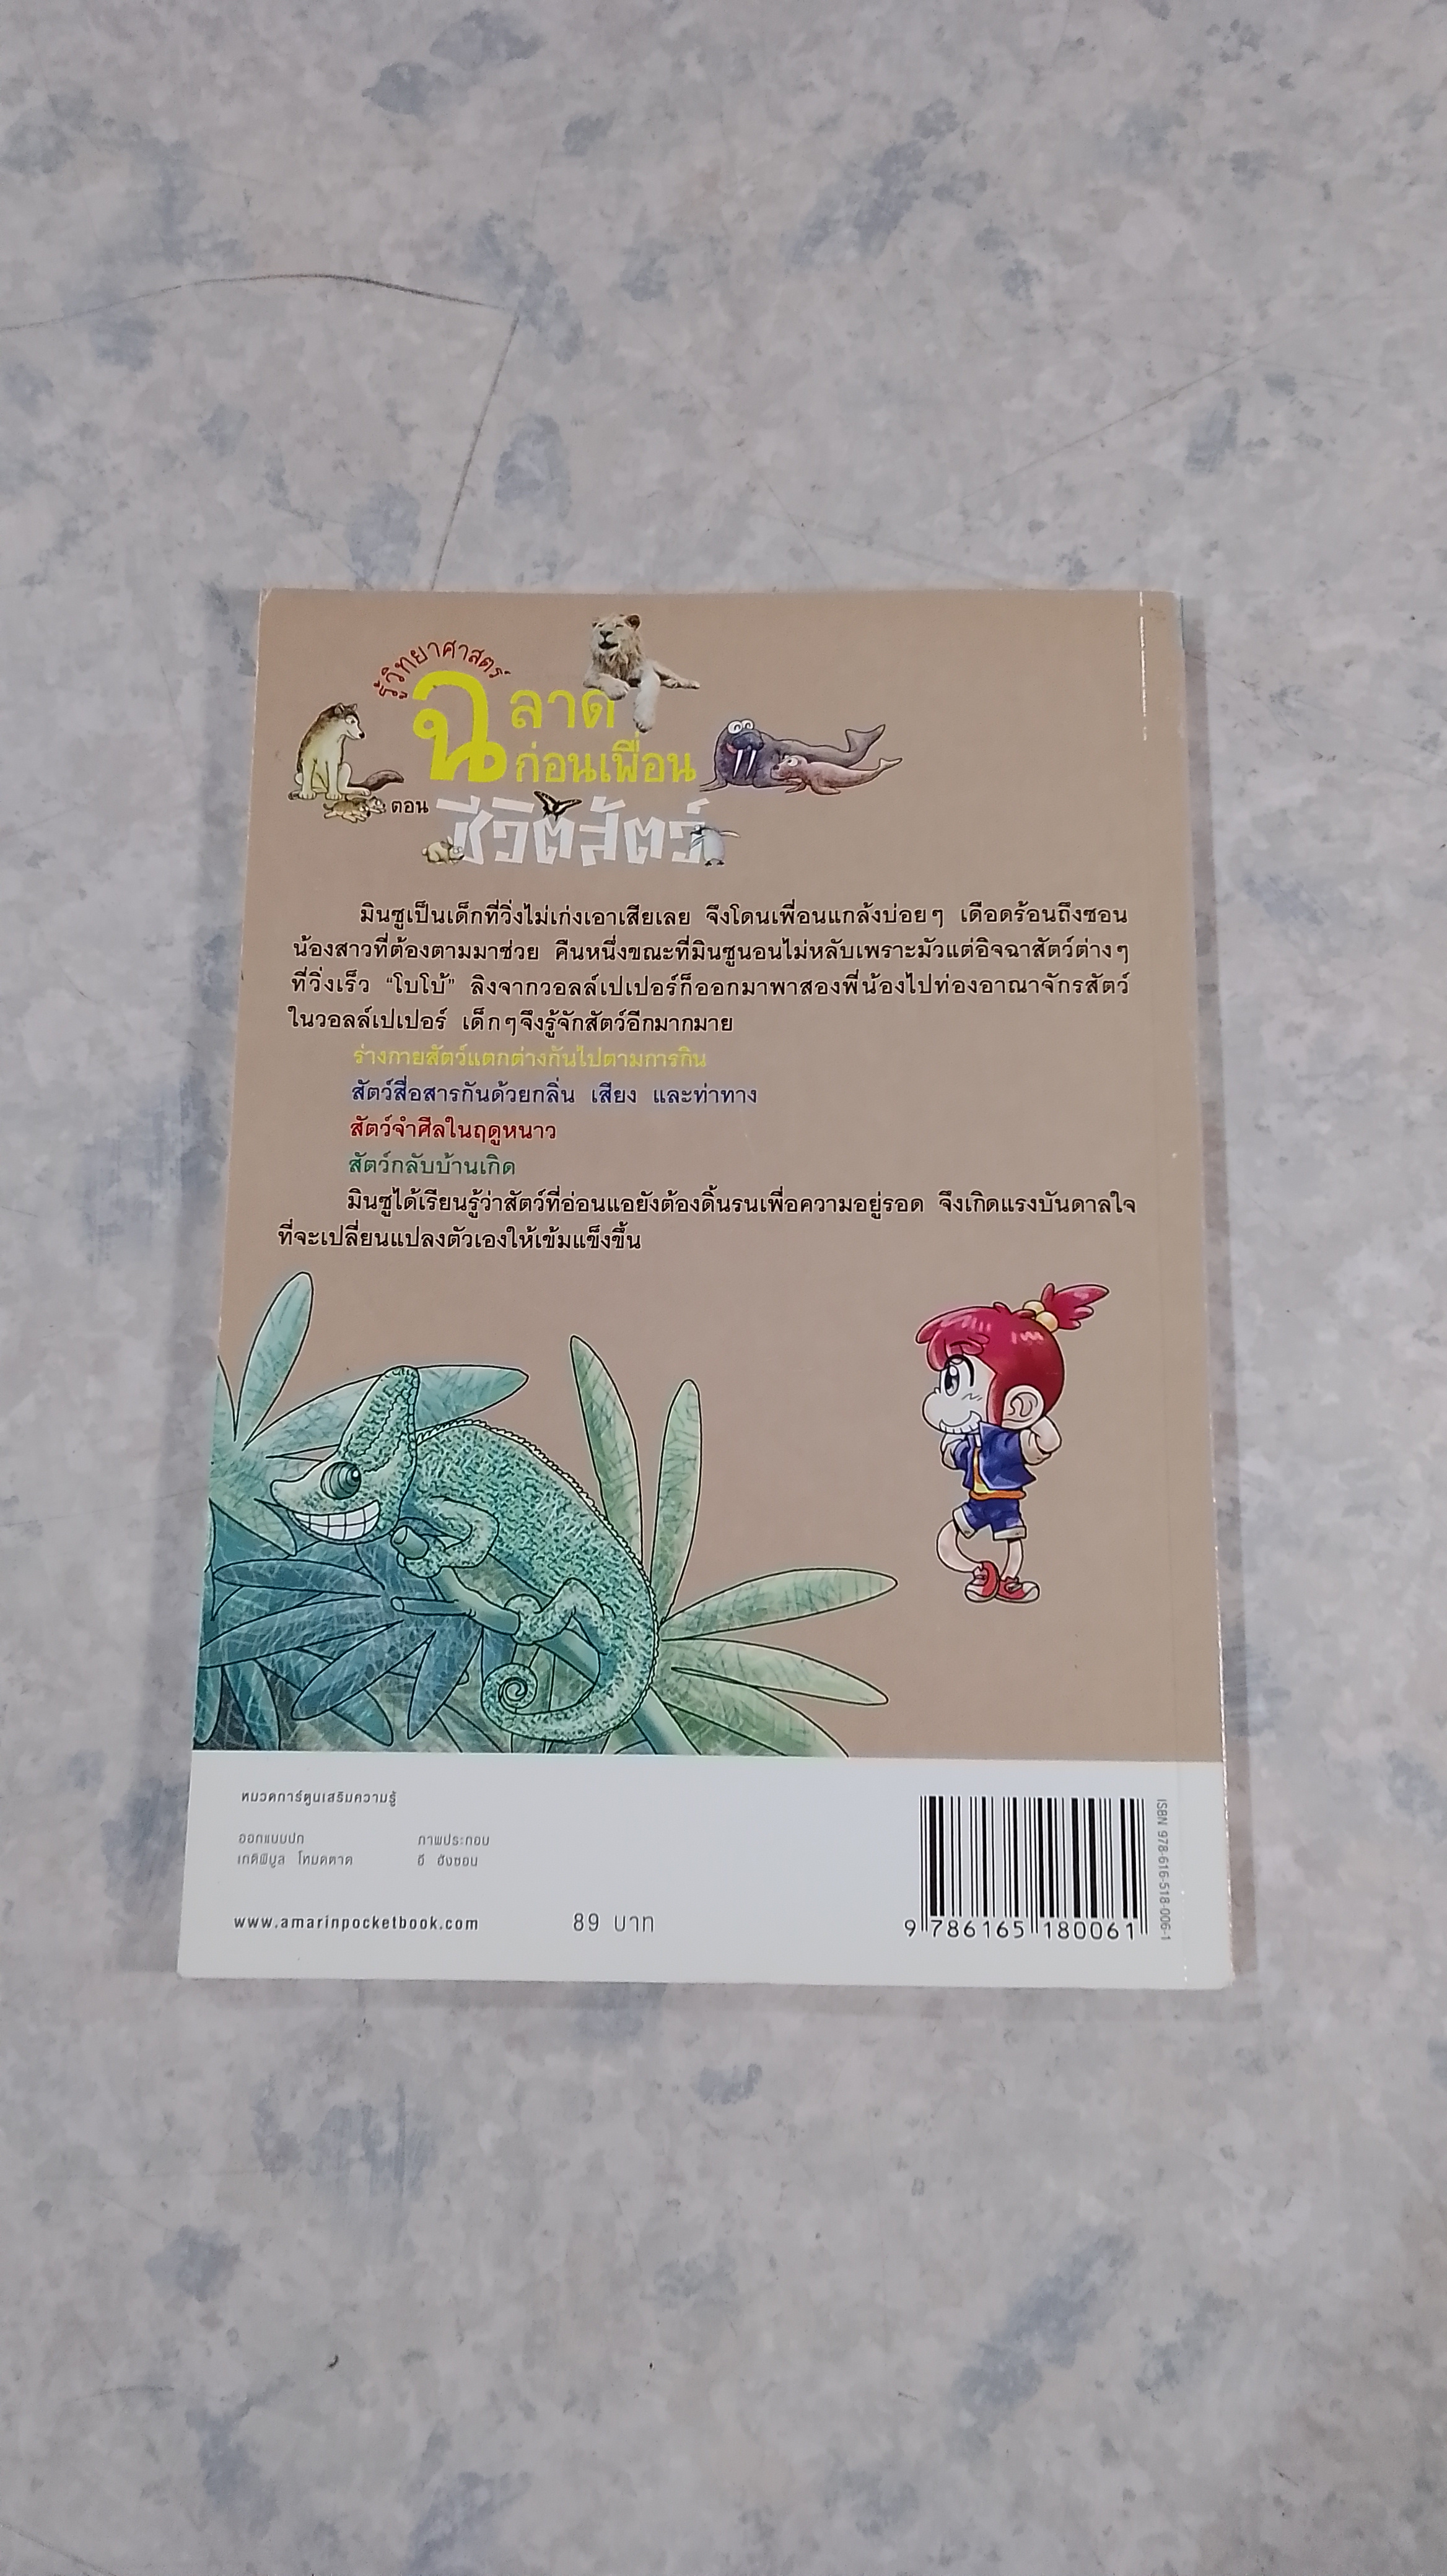 รู้วิทยาศาสตร์
ฉลาด
ก่อนเพื่อน
ตอน
ชีวิตสัตว์
มินซูเป็นเด็กที่วิ่งไม่เก่งเอาเสียเลย จึงโดนเพื่อนแกล้งบ่อยๆ เดือดร้อนถึงซอน
น้องสาวที่ต้องตามมาช่วย คืนหนึ่งขณะที่มินซูนอนไม่หลับเพราะมัวแต่อิจฉาสัตว์ต่างๆ
ที่วิ่งเร็ว “โบโบ้” ลิงจากวอลล์เปเปอร์ก็ออกมาพาสองพี่น้องไปท่องอาณาจักรสัตว์
ในวอลล์เปเปอร์ เด็กๆจึงรู้จักสัตว์อีกมากมาย
ร่างกายสัตว์แตกต่างกันไปตามการกิน
สัตว์สื่อสารกันด้วยกลิ่น เสียง และท่าทาง
สัตว์จำศีลในฤดูหนาว
สัตว์กลับบ้านเกิด
มินซูได้เรียนรู้ว่าสัตว์ที่อ่อนแอยังต้องดิ้นรนเพื่อความอยู่รอด จึงเกิดแรงบันดาลใจ
ที่จะเปลี่ยนแปลงตัวเองให้เข้มแข็งขึ้น
หมวดการ์ตูนเสริมความรู้
ออกแบบปก
เกดิพิบูล โทมดตาด
ภาพประกอบ
อี ฮังซอน
www.amarinpocketbook.com
89 บาท
9 786165 180061
ISBN 978-616-518-006-1